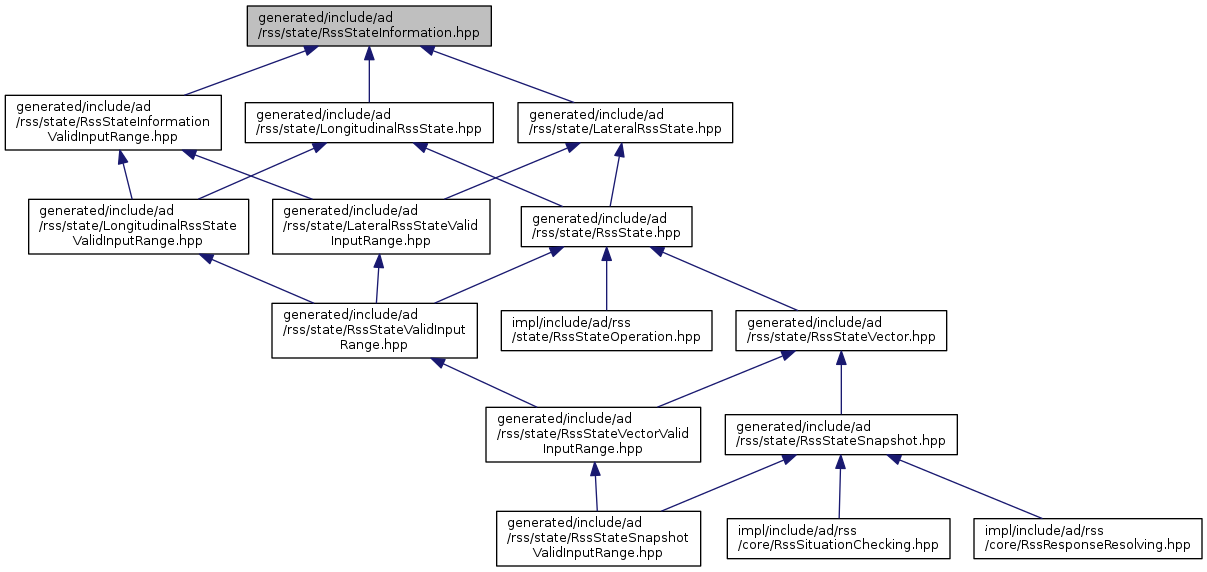 generated/include/ad
/rss/state/RssStateInformation.hpp
generated/include/ad
/rss/state/RssStateInformation
ValidInputRange.hpp
generated/include/ad
/rss/state/LongitudinalRssState.hpp
generated/include/ad
/rss/state/LateralRssState.hpp
generated/include/ad
/rss/state/LongitudinalRssState
ValidInputRange.hpp
generated/include/ad
/rss/state/LateralRssStateValid
InputRange.hpp
generated/include/ad
/rss/state/RssState.hpp
generated/include/ad
/rss/state/RssStateValidInput
Range.hpp
impl/include/ad/rss
/state/RssStateOperation.hpp
generated/include/ad
/rss/state/RssStateVector.hpp
generated/include/ad
/rss/state/RssStateVectorValid
InputRange.hpp
generated/include/ad
/rss/state/RssStateSnapshot.hpp
generated/include/ad
/rss/state/RssStateSnapshot
ValidInputRange.hpp
impl/include/ad/rss
/core/RssSituationChecking.hpp
impl/include/ad/rss
/core/RssResponseResolving.hpp